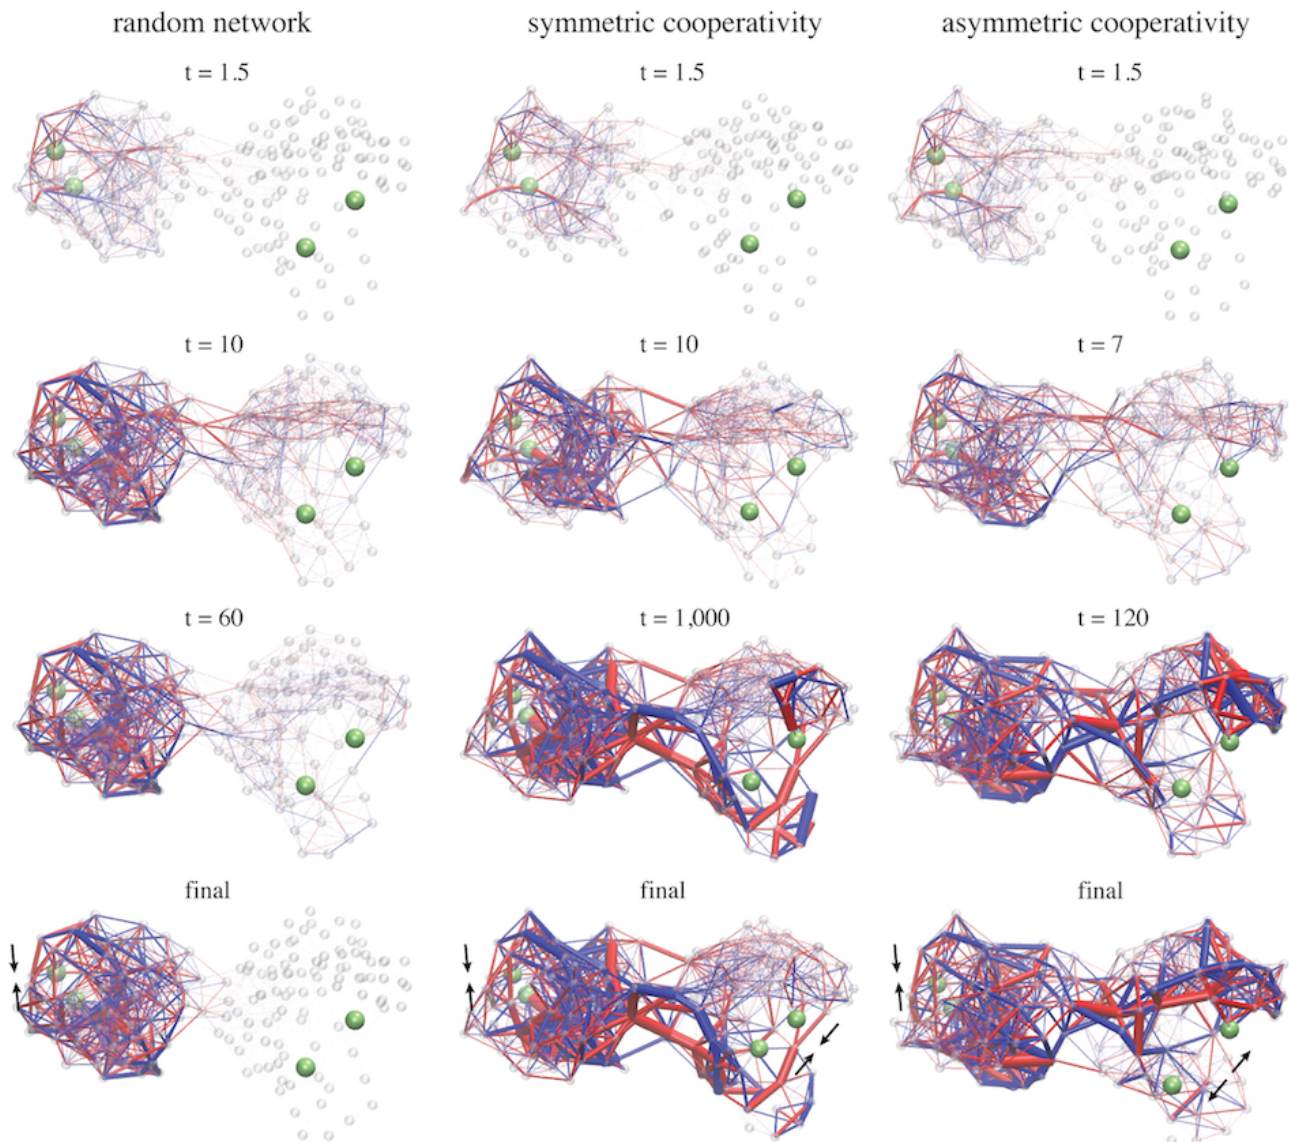 random network symmetric cooperativity asymmetric cooperativity
t = 1.5 t = 1.5 t = 1.5
t = 10 t = 10 t = 7
t = 60 t = 1,000 t = 120
final final final